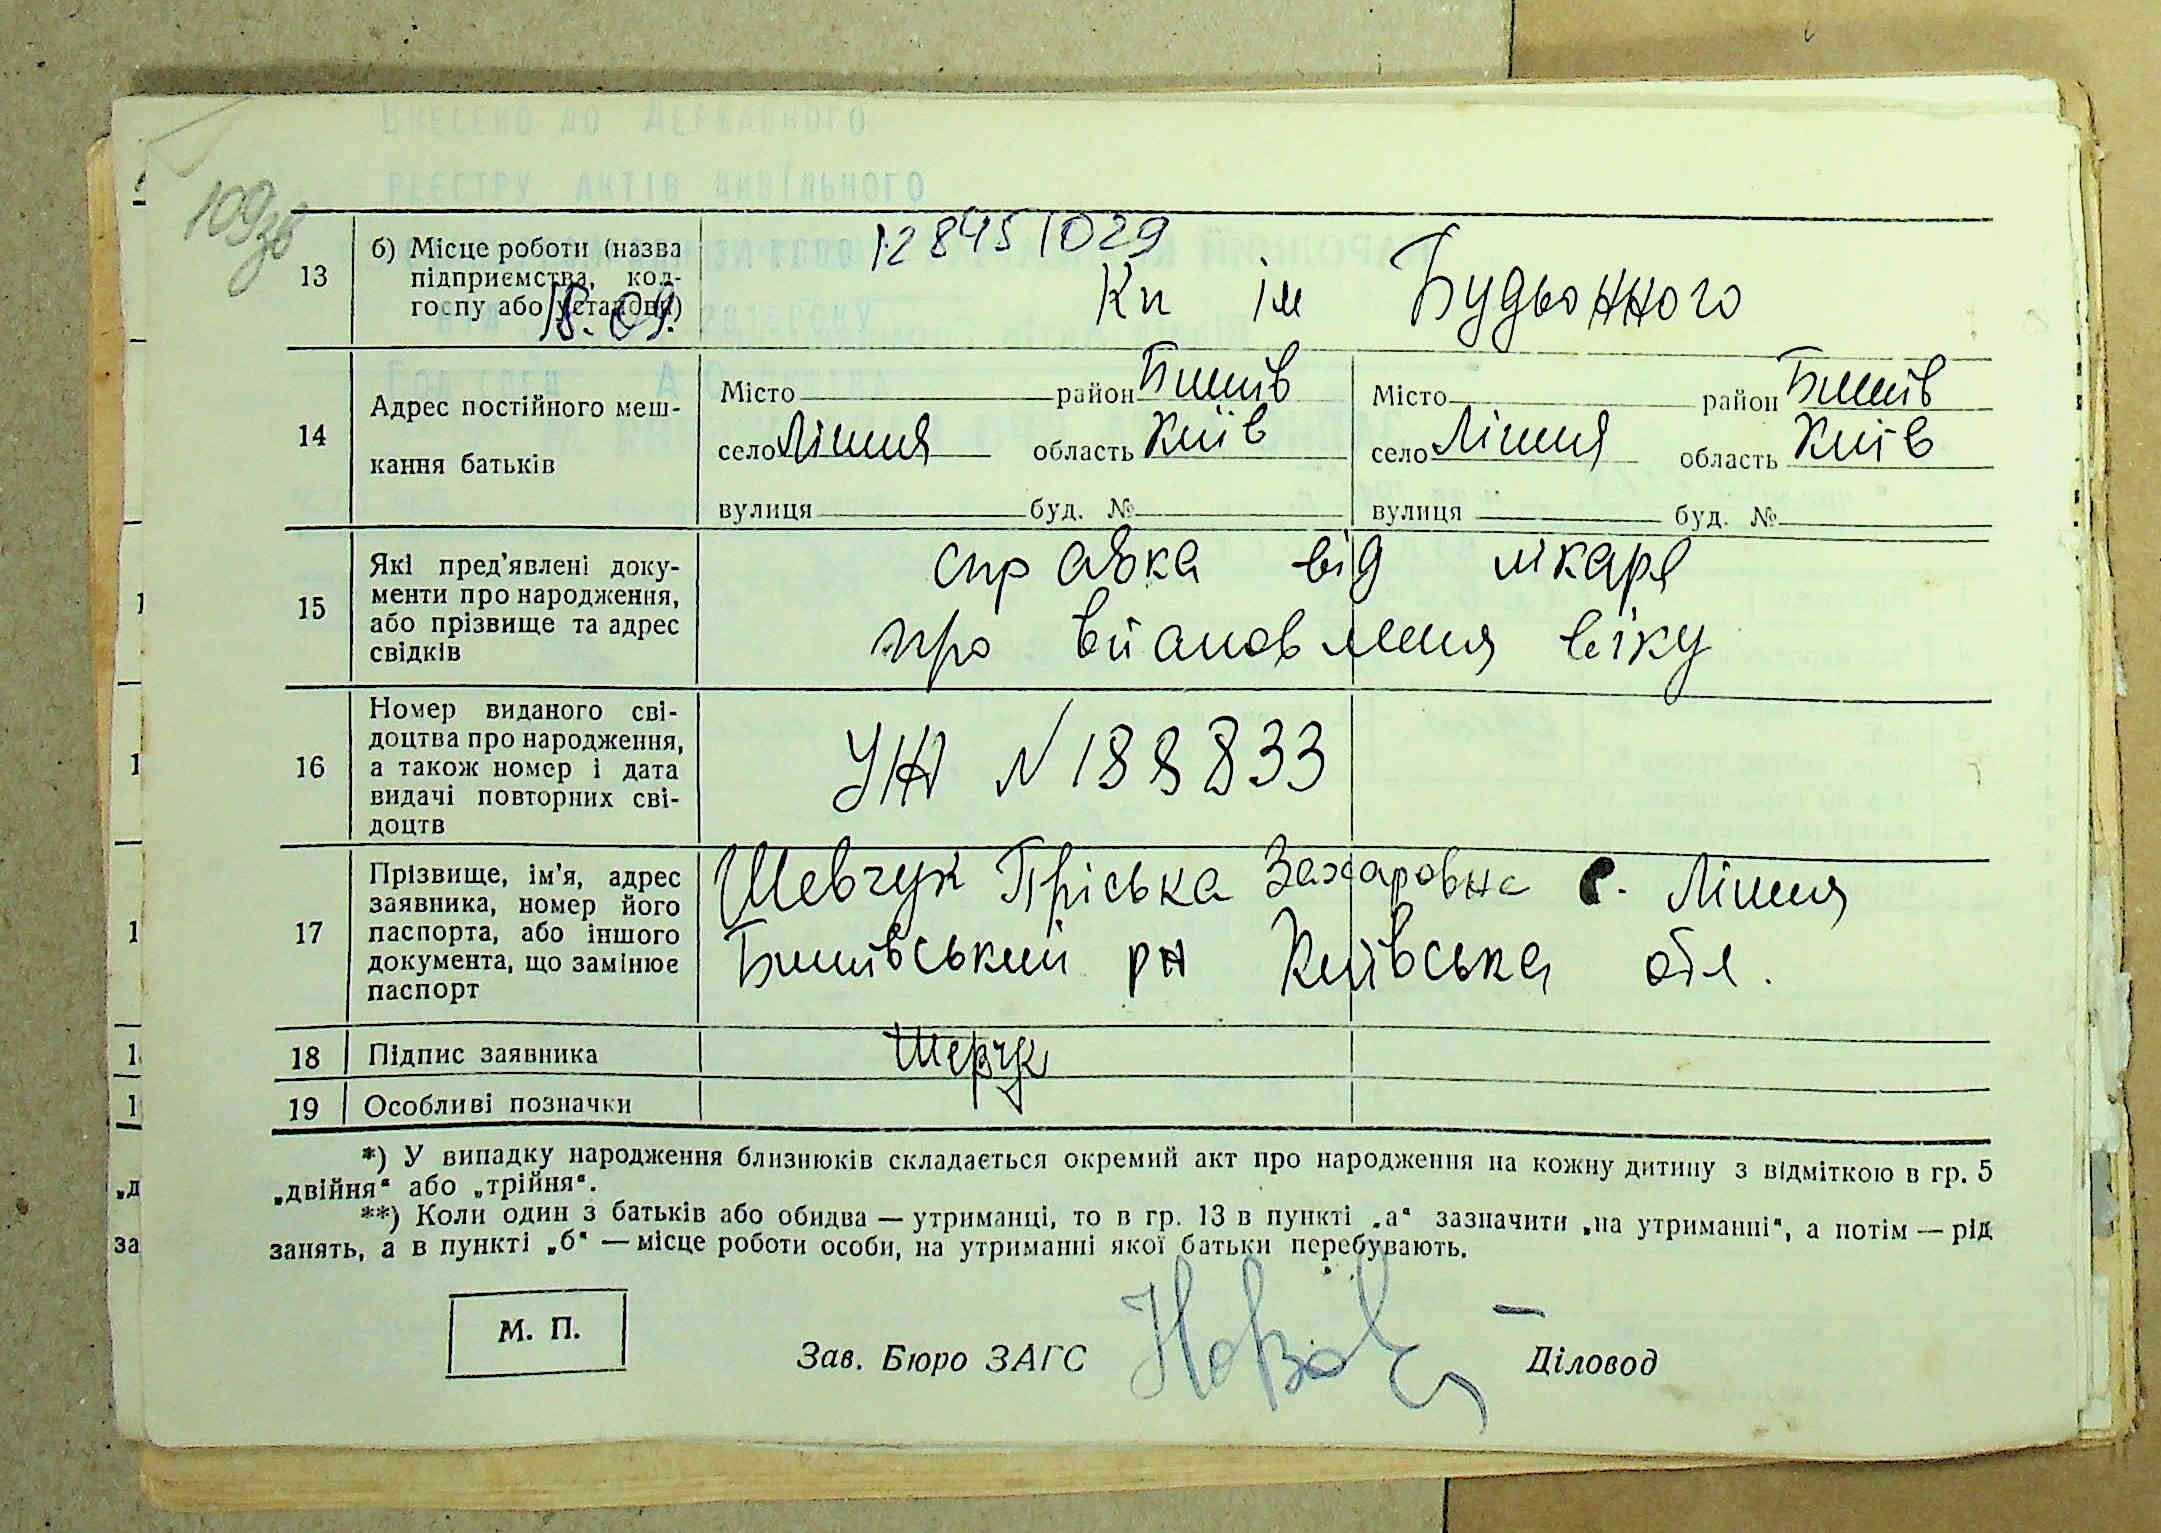 109зв
13 б) Місце роботи (назва підприємства, колгоспу або установи) 12845 1029
18.09.
Кп ім Будьонного
14 Адрес постійного мешкання батьків
Місто район Бишів Місто район Бишів
село Лішня область Київ село Лішня область Київ
вулиця буд. № вулиця буд. №
15 Які пред'явлені документи про народження, або прізвище та адрес свідків
справка від лікаря
про встановлення віку
16 Номер виданого свідоцтва про народження, а також номер і дата видачі повторних свідоцтв
УЖ N 188833
17 Прізвище, ім'я, адрес заявника, номер його паспорта, або іншого документа, що замінює паспорт
Шевчук Пріська Захаровна с. Лішня
Бишівський рн Київська обл.
18 Підпис заявника Шевчук
19 Особливі позначки
*) У випадку народження близнюків складається окремий акт про народження на кожну дитину з відміткою в гр. 5
„двійня“ або „трійня“.
**) Коли один з батьків або обидва — утриманці, то в гр. 13 в пункті „а“ зазначити „на утриманні“, а потім — рід
занять, а в пункті „б“ — місце роботи особи, на утриманні якої батьки перебувають.
М. П.
Зав. Бюро ЗАГС Діловод